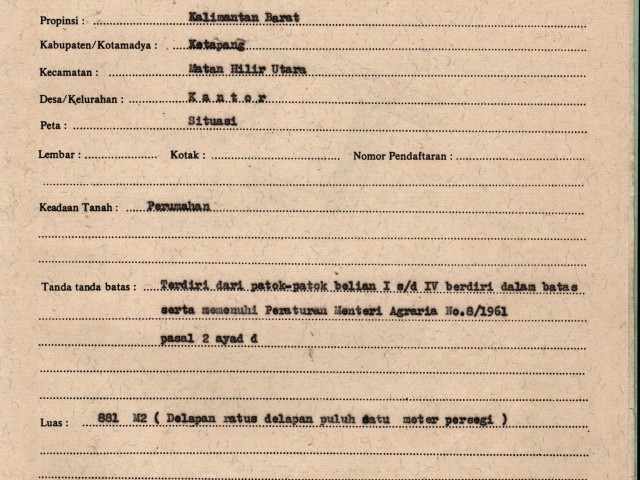 Propinsi : Kalimantan Barat
Kabupaten/Kotamadya : Ketapang
Kecamatan : Matan Hilir Utara
Desa/Kelurahan : K a n t o r
Peta : Situasi
Lembar : Kotak : Nomor Pendaftaran :
Keadaan Tanah : Perumahan
Tanda tanda batas : Terdiri dari patok-patok belian I s/d IV berdiri dalam batas
serta memenuhi Peraturan Menteri Agraria No.8/1961
pasal 2 ayad d
Luas : 881 M2 ( Delapan ratus delapan puluh satu meter persegi )